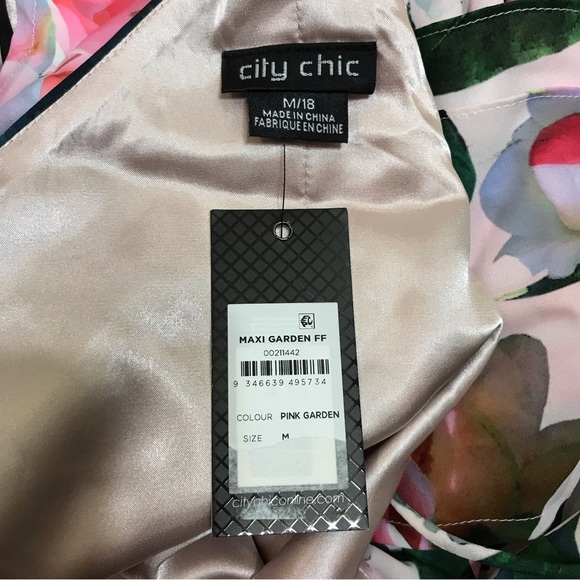 city chic
M/18
MADE IN CHINA
FABRIQUE EN CHINE
MAXI GARDEN FF
00211442
9 346639 495734
COLOUR PINK GARDEN
SIZE M
citychiconline.com